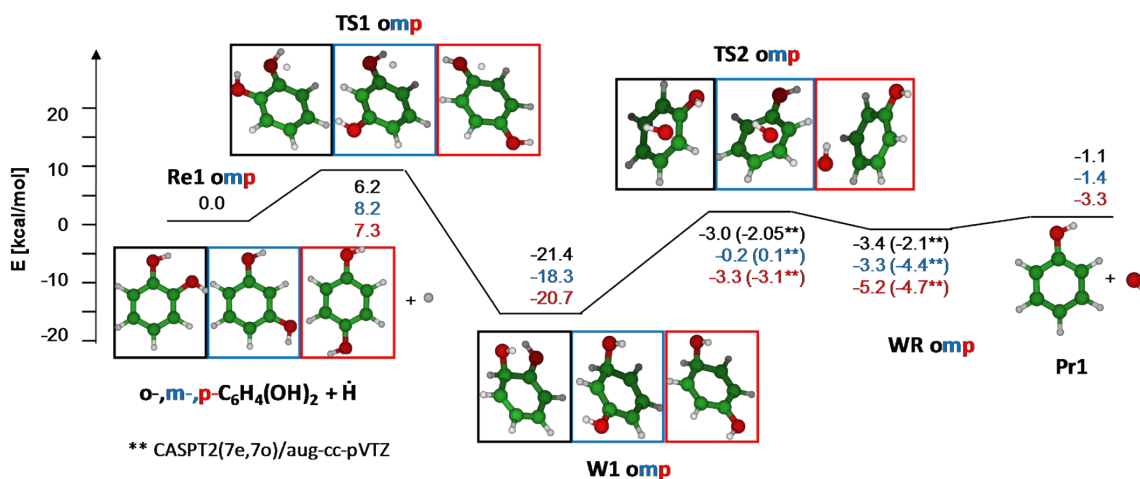 TS1 omp
TS2 omp
E [kcal/mol]
20
10
0
-10
-20
Re1 omp
0.0
6.2
8.2
7.3
-21.4
-18.3
-20.7
-3.0 (-2.05**)
-0.2 (0.1**)
-3.3 (-3.1**)
-3.4 (-2.1**)
-3.3 (-4.4**)
-5.2 (-4.7**)
-1.1
-1.4
-3.3
+
+
WR omp
Pr1
o-,m-,p-C₆H₄(OH)₂ + Ḣ
** CASPT2(7e,7o)/aug-cc-pVTZ
W1 omp